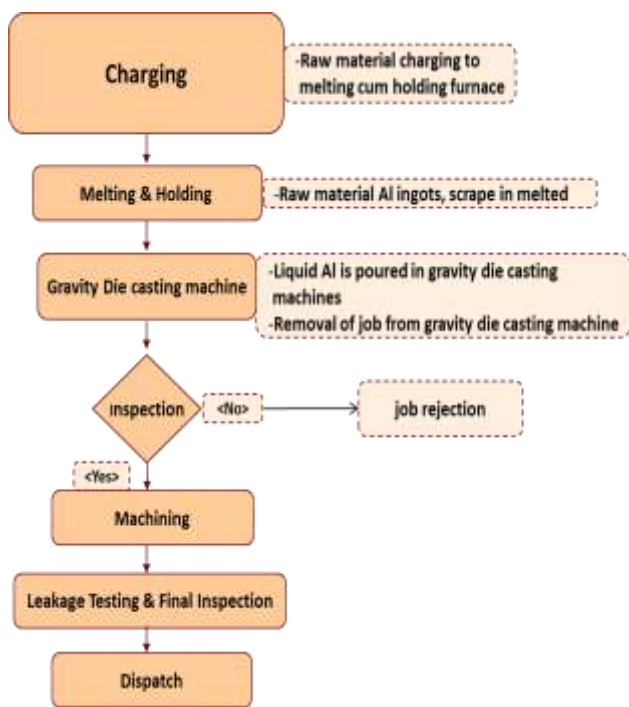 Charging
-Raw material charging to
melting cum holding furnace
Melting & Holding
-Raw material Al ingots, scrape in melted
Gravity Die casting machine
-Liquid Al is poured in gravity die casting
machines
-Removal of job from gravity die casting machine
Inspection
<No>
job rejection
<Yes>
Machining
Leakage Testing & Final Inspection
Dispatch